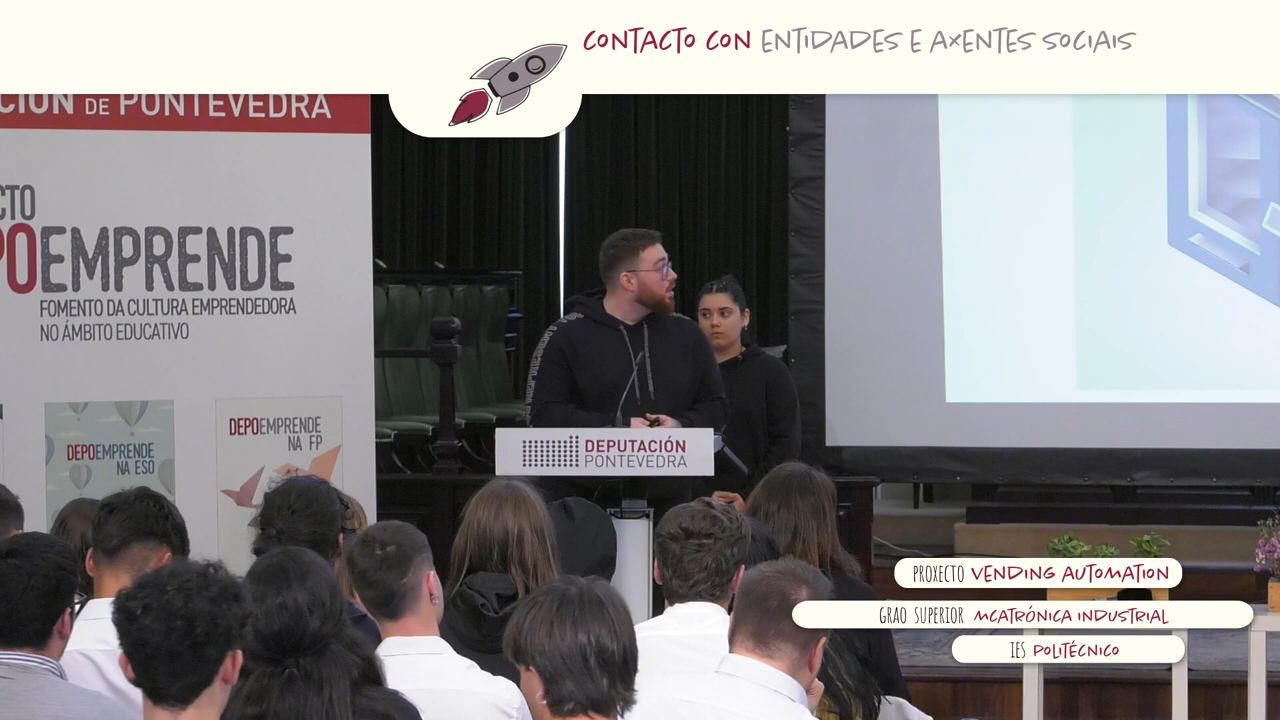 CONTACTO CON ENTIDADES E AXENTES SOCIAIS
CIÓN DE PONTEVEDRA
CTO
POEMPRENDE
FOMENTO DA CULTURA EMPRENDEDORA
NO ÁMBITO EDUCATIVO
DEPOEMPRENDE
NA ESO
DEPOEMPRENDE
NA FP
DEPUTACIÓN
PONTEVEDRA
PROXECTO VENDING AUTOMATION
GRAO SUPERIOR MCATRÓNICA INDUSTRIAL
IES POLITÉCNICO